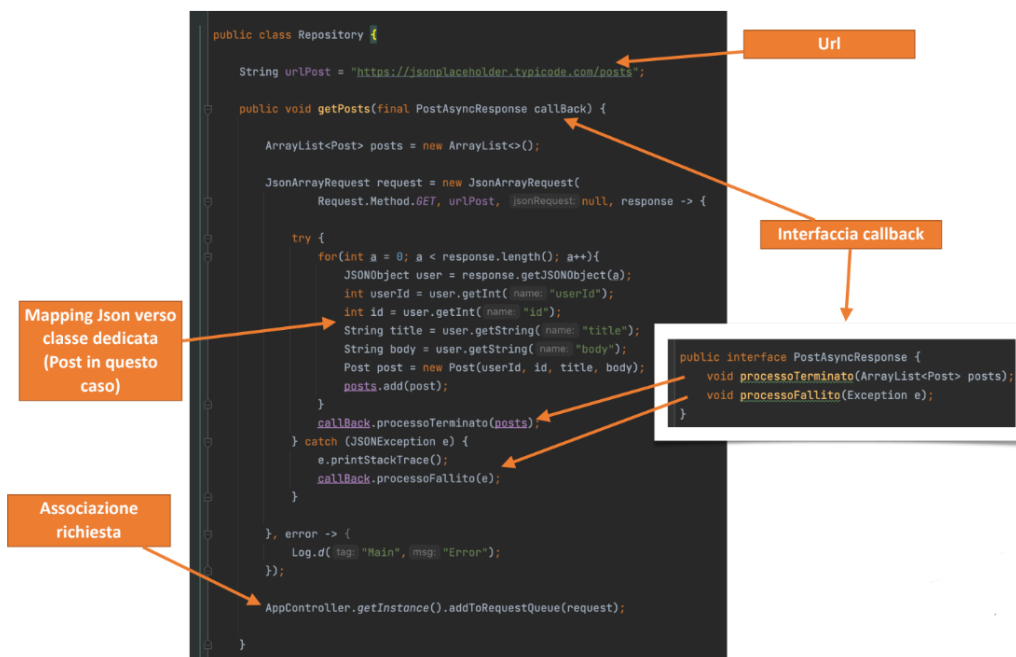 public class Repository {
String urlPost = "https://jsonplaceholder.typicode.com/posts";
public void getPosts(final PostAsyncResponse callBack) {
ArrayList<Post> posts = new ArrayList<>();
JsonArrayRequest request = new JsonArrayRequest(
Request.Method.GET, urlPost, jsonRequest: null, response -> {
try {
for(int a = 0; a < response.length(); a++){
JSONObject user = response.getJSONObject(a);
int userId = user.getInt( name: "userId");
int id = user.getInt( name: "id");
String title = user.getString( name: "title");
String body = user.getString( name: "body");
Post post = new Post(userId, id, title, body);
posts.add(post);
}
callBack.processoTerminato(posts);
} catch (JSONException e) {
e.printStackTrace();
callBack.processoFallito(e);
}
}, error -> {
Log.d( tag: "Main", msg: "Error");
});
AppController.getInstance().addToRequestQueue(request);
}
Url
Interfaccia callback
public interface PostAsyncResponse {
void processoTerminato(ArrayList<Post> posts);
void processoFallito(Exception e);
}
Mapping Json verso
classe dedicata
(Post in questo
caso)
Associazione
richiesta